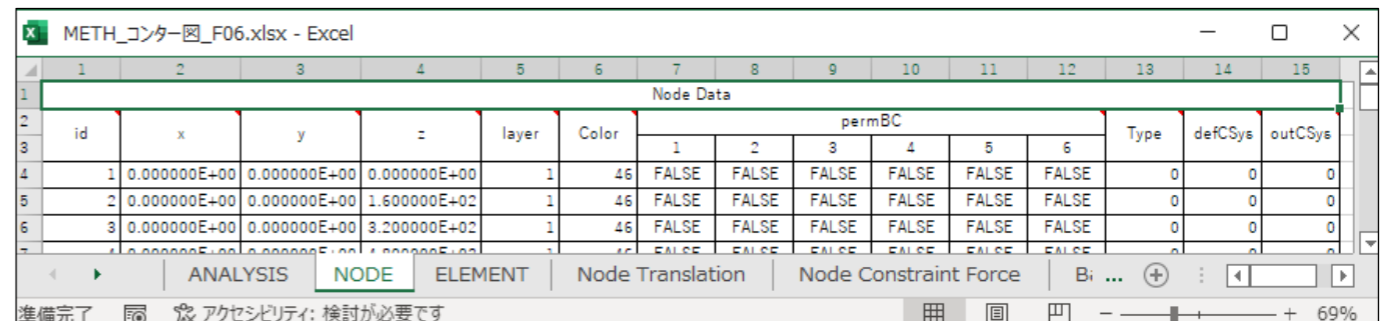 METH_コンター図_F06.xlsx - Excel
1 2 3 4 5 6 7 8 9 10 11 12 13 14 15
1 Node Data
2 id x y z layer Color permBC Type defCSys outCSys
3 1 2 3 4 5 6
4 1 0.000000E+00 0.000000E+00 0.000000E+00 1 46 FALSE FALSE FALSE FALSE FALSE FALSE 0 0 0
5 2 0.000000E+00 0.000000E+00 1.600000E+02 1 46 FALSE FALSE FALSE FALSE FALSE FALSE 0 0 0
6 3 0.000000E+00 0.000000E+00 3.200000E+02 1 46 FALSE FALSE FALSE FALSE FALSE FALSE 0 0 0
ANALYSIS NODE ELEMENT Node Translation Node Constraint Force ...
準備完了 アクセシビリティ: 検討が必要です 69%